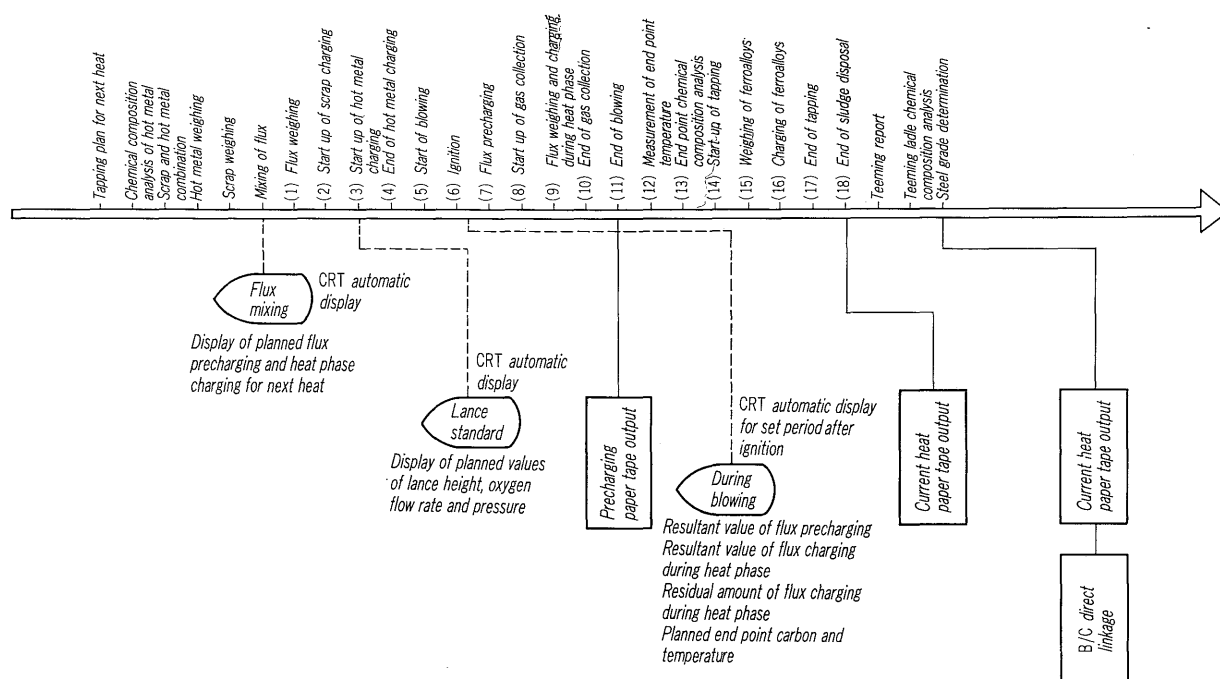 Tapping plan for next heat
Chemical composition
analysis of hot metal
Scrap and hot metal
combination
Hot metal weighing
Scrap weighing
Mixing of flux
(1) Flux weighing
(2) Start up of scrap charging
(3) Start up of hot metal
charging
(4) End of hot metal charging
(5) Start of blowing
(6) Ignition
(7) Flux precharging
(8) Start up of gas collection
(9) Flux weighing and charging
during heat phase
(10) End of gas collection
(11) End of blowing
(12) Measurement of end point
temperature
(13) End point chemical
composition analysis
(14) Start-up of tapping
(15) Weighing of ferroalloys
(16) Charging of ferroalloys
(17) End of tapping
(18) End of sludge disposal
Teeming report
Teeming ladle chemical
composition analysis
Steel grade determination
Flux
mixing
CRT automatic
display
Display of planned flux
precharging and heat phase
charging for next heat
CRT automatic
display
Lance
standard
Display of planned values
of lance height, oxygen
flow rate and pressure
Precharging
paper tape output
CRT automatic display
for set period after
ignition
During
blowing
Resultant value of flux precharging
Resultant value of flux charging
during heat phase
Residual amount of flux charging
during heat phase
Planned end point carbon and
temperature
Current heat
paper tape output
Current heat
paper tape output
B/C direct
linkage